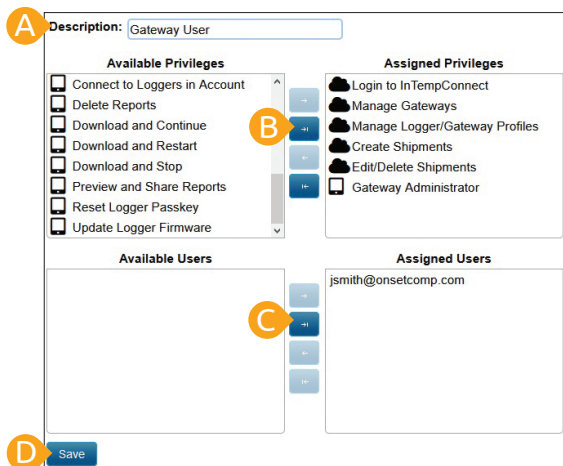 A
Description: Gateway User
Available Privileges
Connect to Loggers in Account
Delete Reports
Download and Continue
Download and Restart
Download and Stop
Preview and Share Reports
Reset Logger Passkey
Update Logger Firmware
B
Assigned Privileges
Login to InTempConnect
Manage Gateways
Manage Logger/Gateway Profiles
Create Shipments
Edit/Delete Shipments
Gateway Administrator
Available Users
C
Assigned Users
jsmith@onsetcomp.com
D
Save